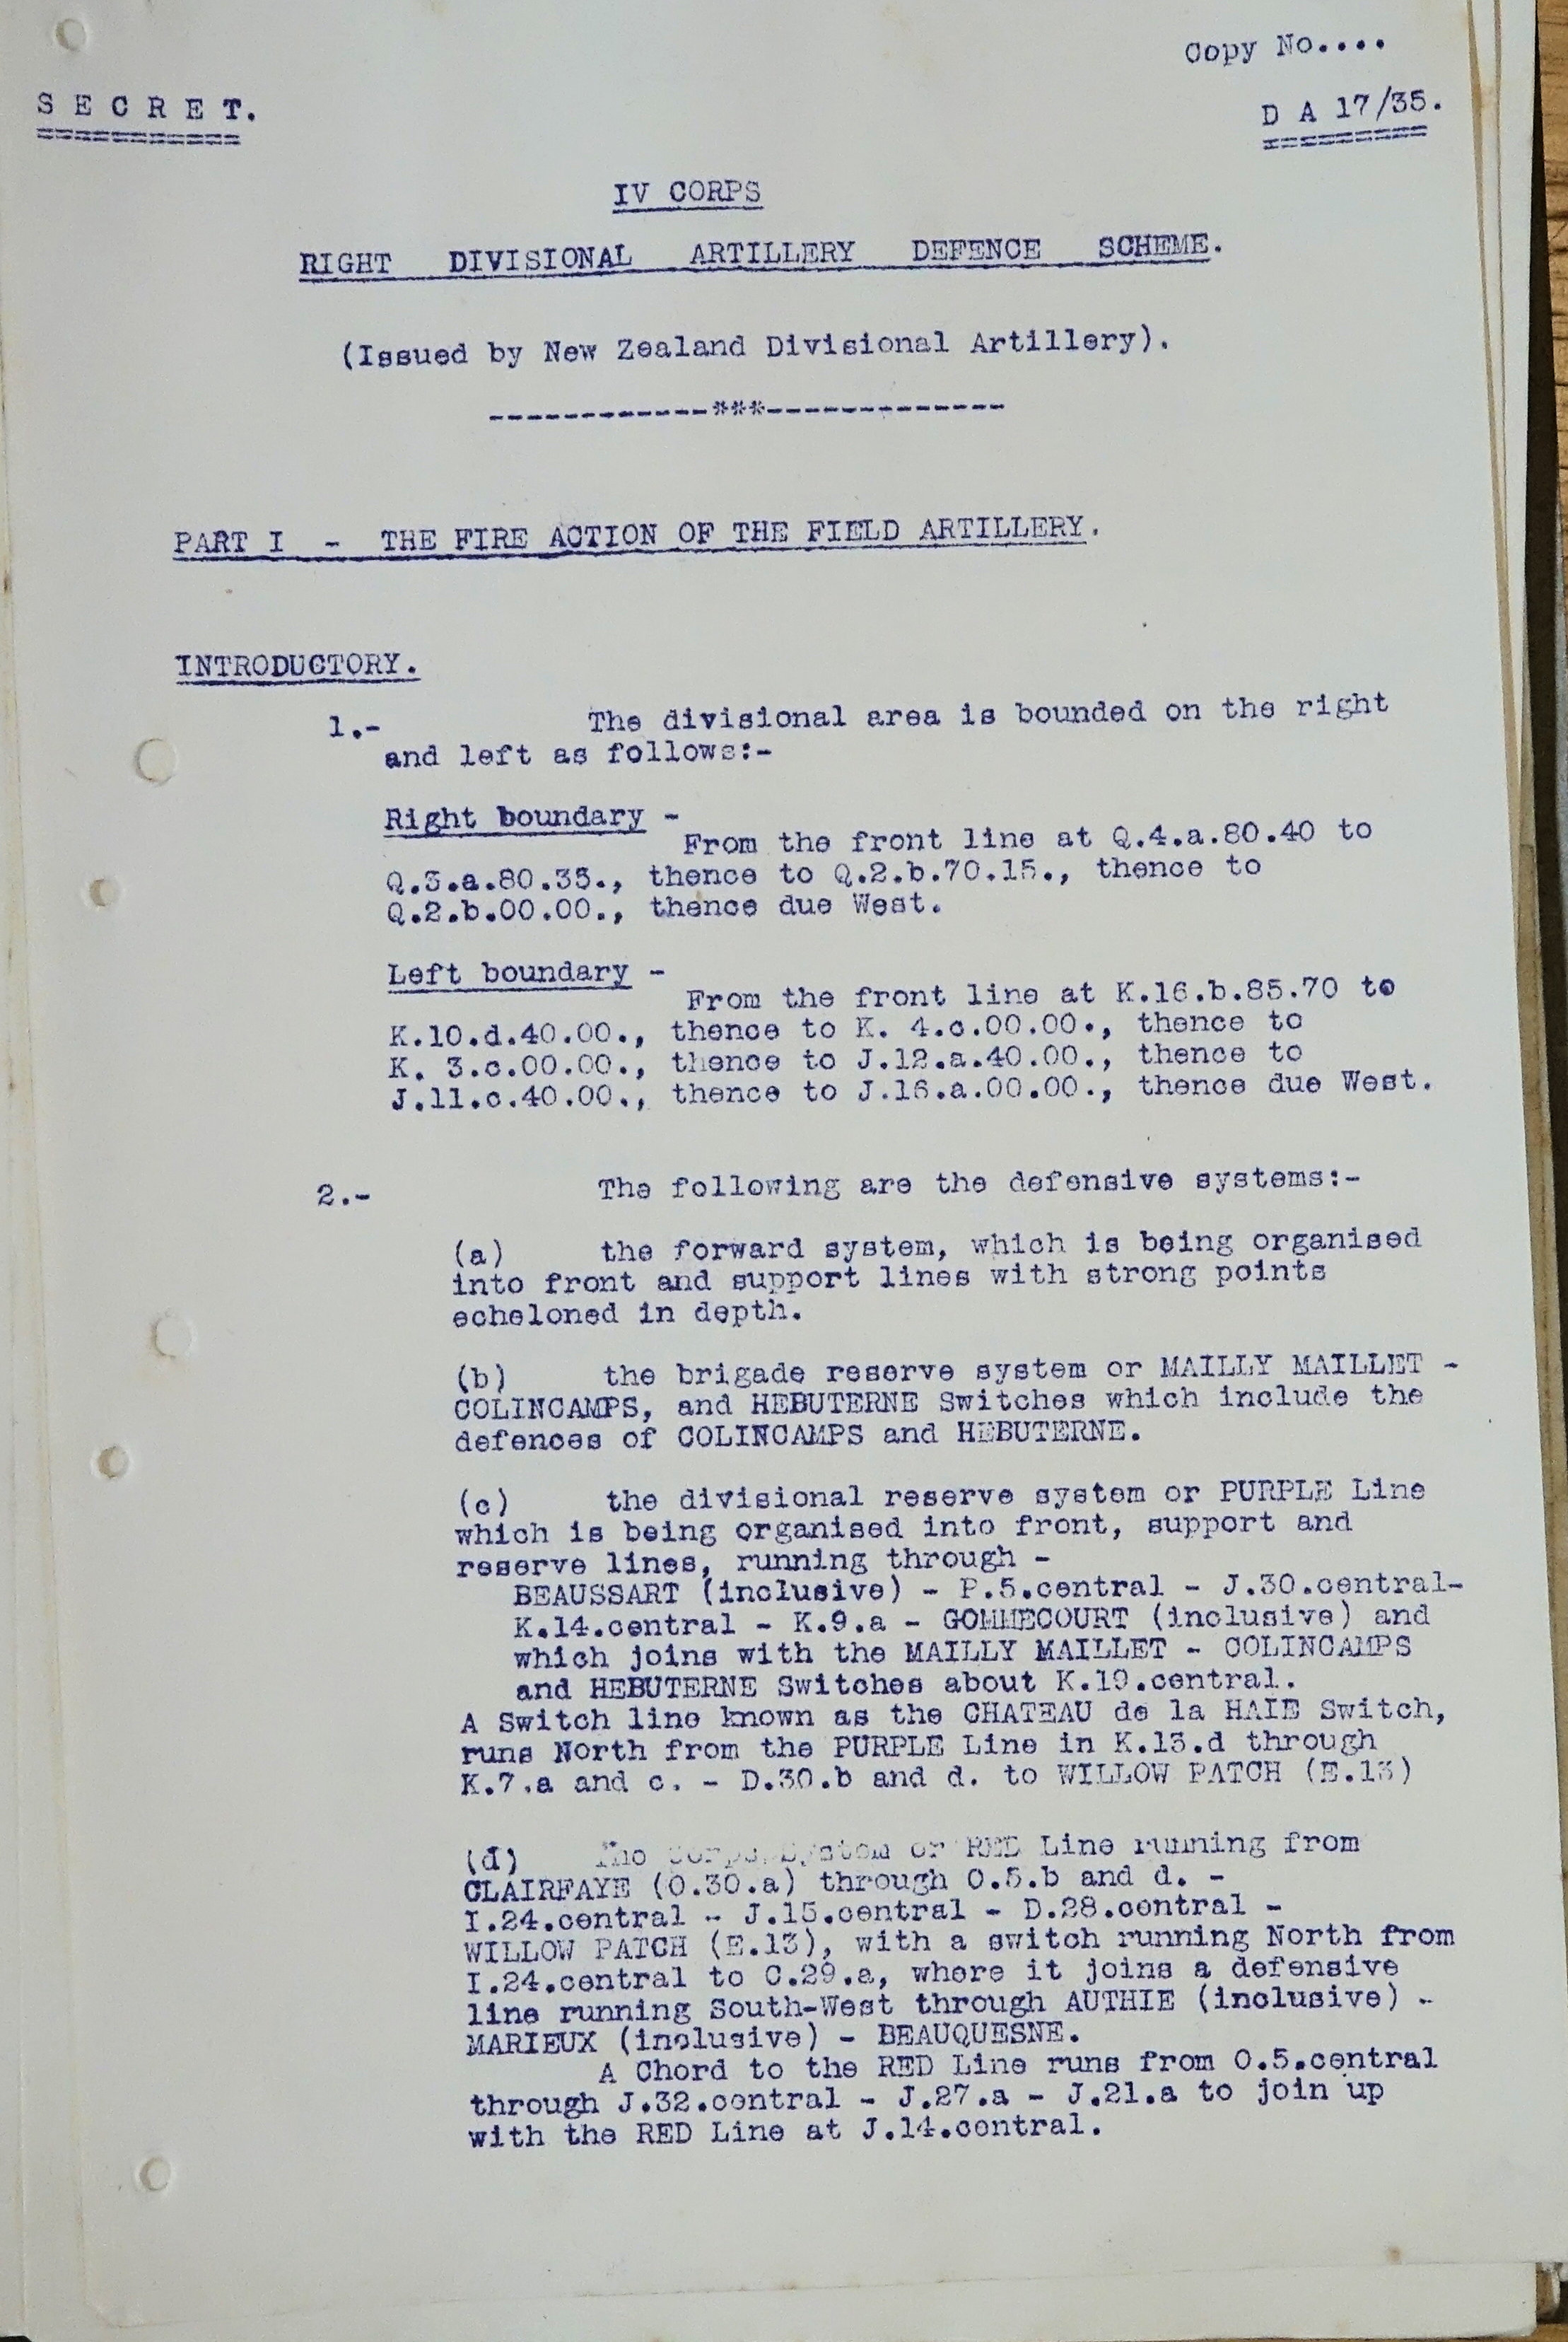 Copy No....
S E C R E T.
D A 17/35.
IV CORPS
RIGHT DIVISIONAL ARTILLERY DEFENCE SCHEME.
(Issued by New Zealand Divisional Artillery).
------------***-------------
PART I - THE FIRE ACTION OF THE FIELD ARTILLERY.
INTRODUCTORY.
1.- The divisional area is bounded on the right
and left as follows:-
Right boundary -
From the front line at Q.4.a.80.40 to
Q.3.a.80.35., thence to Q.2.b.70.15., thence to
Q.2.b.00.00., thence due West.
Left boundary -
From the front line at K.16.b.85.70 to
K.10.d.40.00., thence to K. 4.c.00.00., thence to
K. 3.c.00.00., thence to J.12.a.40.00., thence to
J.11.c.40.00., thence to J.16.a.00.00., thence due West.
2.- The following are the defensive systems:-
(a) the forward system, which is being organised
into front and support lines with strong points
echeloned in depth.
(b) the brigade reserve system or MAILLY MAILLET -
COLINCAMPS, and HEBUTERNE Switches which include the
defences of COLINCAMPS and HEBUTERNE.
(c) the divisional reserve system or PURPLE Line
which is being organised into front, support and
reserve lines, running through -
BEAUSSART (inclusive) - P.5.central - J.30.central-
K.14.central - K.9.a - GOMMECOURT (inclusive) and
which joins with the MAILLY MAILLET - COLINCAMPS
and HEBUTERNE Switches about K.19.central.
A Switch line known as the CHATEAU de la HAIE Switch,
runs North from the PURPLE Line in K.13.d through
K.7.a and c. - D.30.b and d. to WILLOW PATCH (E.13)
(d) The Corps System or RED Line running from
CLAIRFAYE (O.30.a) through O.5.b and d. -
I.24.central - J.15.central - D.28.central -
WILLOW PATCH (E.13), with a switch running North from
I.24.central to C.29.a, where it joins a defensive
line running South-West through AUTHIE (inclusive) -
MARIEUX (inclusive) - BEAUQUESNE.
A Chord to the RED Line runs from O.5.central
through J.32.central - J.27.a - J.21.a to join up
with the RED Line at J.14.central.